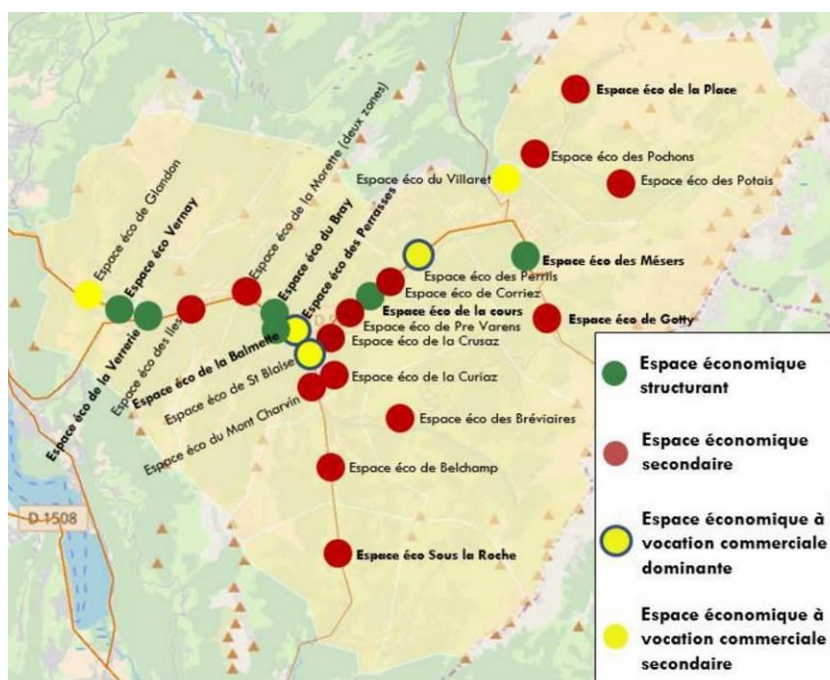 Espace éco de la Place
Espace éco des Pochons
Espace éco du Villaret
Espace éco des Potais
Espace éco de Glandon
Espace éco Vernay
Espace éco de la Morette (deux zones)
Espace éco du Bray
Espace éco des Perrasses
Espace éco des Perrils
Espace éco des Mésers
Espace éco de Corriez
Espace éco de la cours
Espace éco de Gotty
Espace éco de Pre Varens
Espace éco de la Crusaz
Espace éco de la Verrerie
Espace éco des Iles
Espace éco de la Balmette
Espace éco de St Blaise
Espace éco du Mont Charvin
Espace éco de la Curiaz
Espace éco des Bréviaires
Espace éco de Belchamp
Espace éco Sous la Roche
D 1508
Espace économique
structurant
Espace économique
secondaire
Espace économique à
vocation commerciale
dominante
Espace économique à
vocation commerciale
secondaire